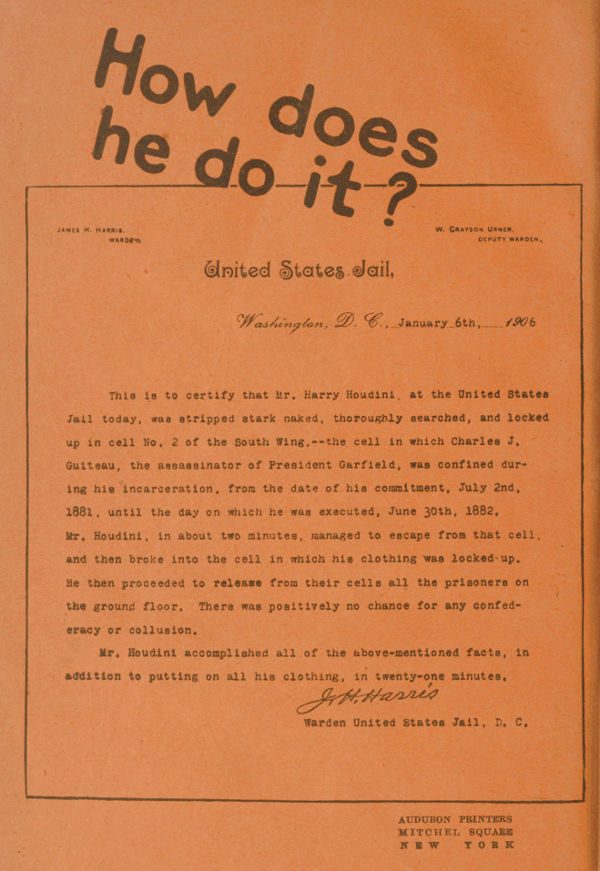 How does
he do it?
JAMES H. HARRIS,
WARDEN.
W. GRAYSON URNER,
DEPUTY WARDEN.
United States Jail,
Washington, D. C., January 6th, 1906
This is to certify that Mr. Harry Houdini, at the United States
Jail today, was stripped stark naked, thoroughly searched, and locked
up in cell No. 2 of the South Wing,--the cell in which Charles J.
Guiteau, the assassinator of President Garfield, was confined dur-
ing his incarceration, from the date of his commitment, July 2nd,
1881, until the day on which he was executed, June 30th, 1882.
Mr. Houdini, in about two minutes, managed to escape from that cell,
and then broke into the cell in which his clothing was locked-up.
He then proceeded to release from their cells all the prisoners on
the ground floor. There was positively no chance for any confed-
eracy or collusion.
Mr. Houdini accomplished all of the above-mentioned facts, in
addition to putting on all his clothing, in twenty-one minutes.
J. H. Harris
Warden United States Jail, D. C.
AUDUBON PRINTERS
MITCHEL SQUARE
NEW YORK